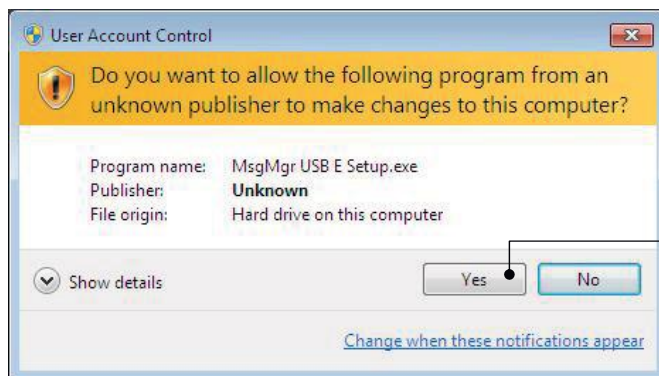 User Account Control
Do you want to allow the following program from an
unknown publisher to make changes to this computer?
Program name: MsgMgr USB E Setup.exe
Publisher: Unknown
File origin: Hard drive on this computer
Show details
Yes No
Change when these notifications appear